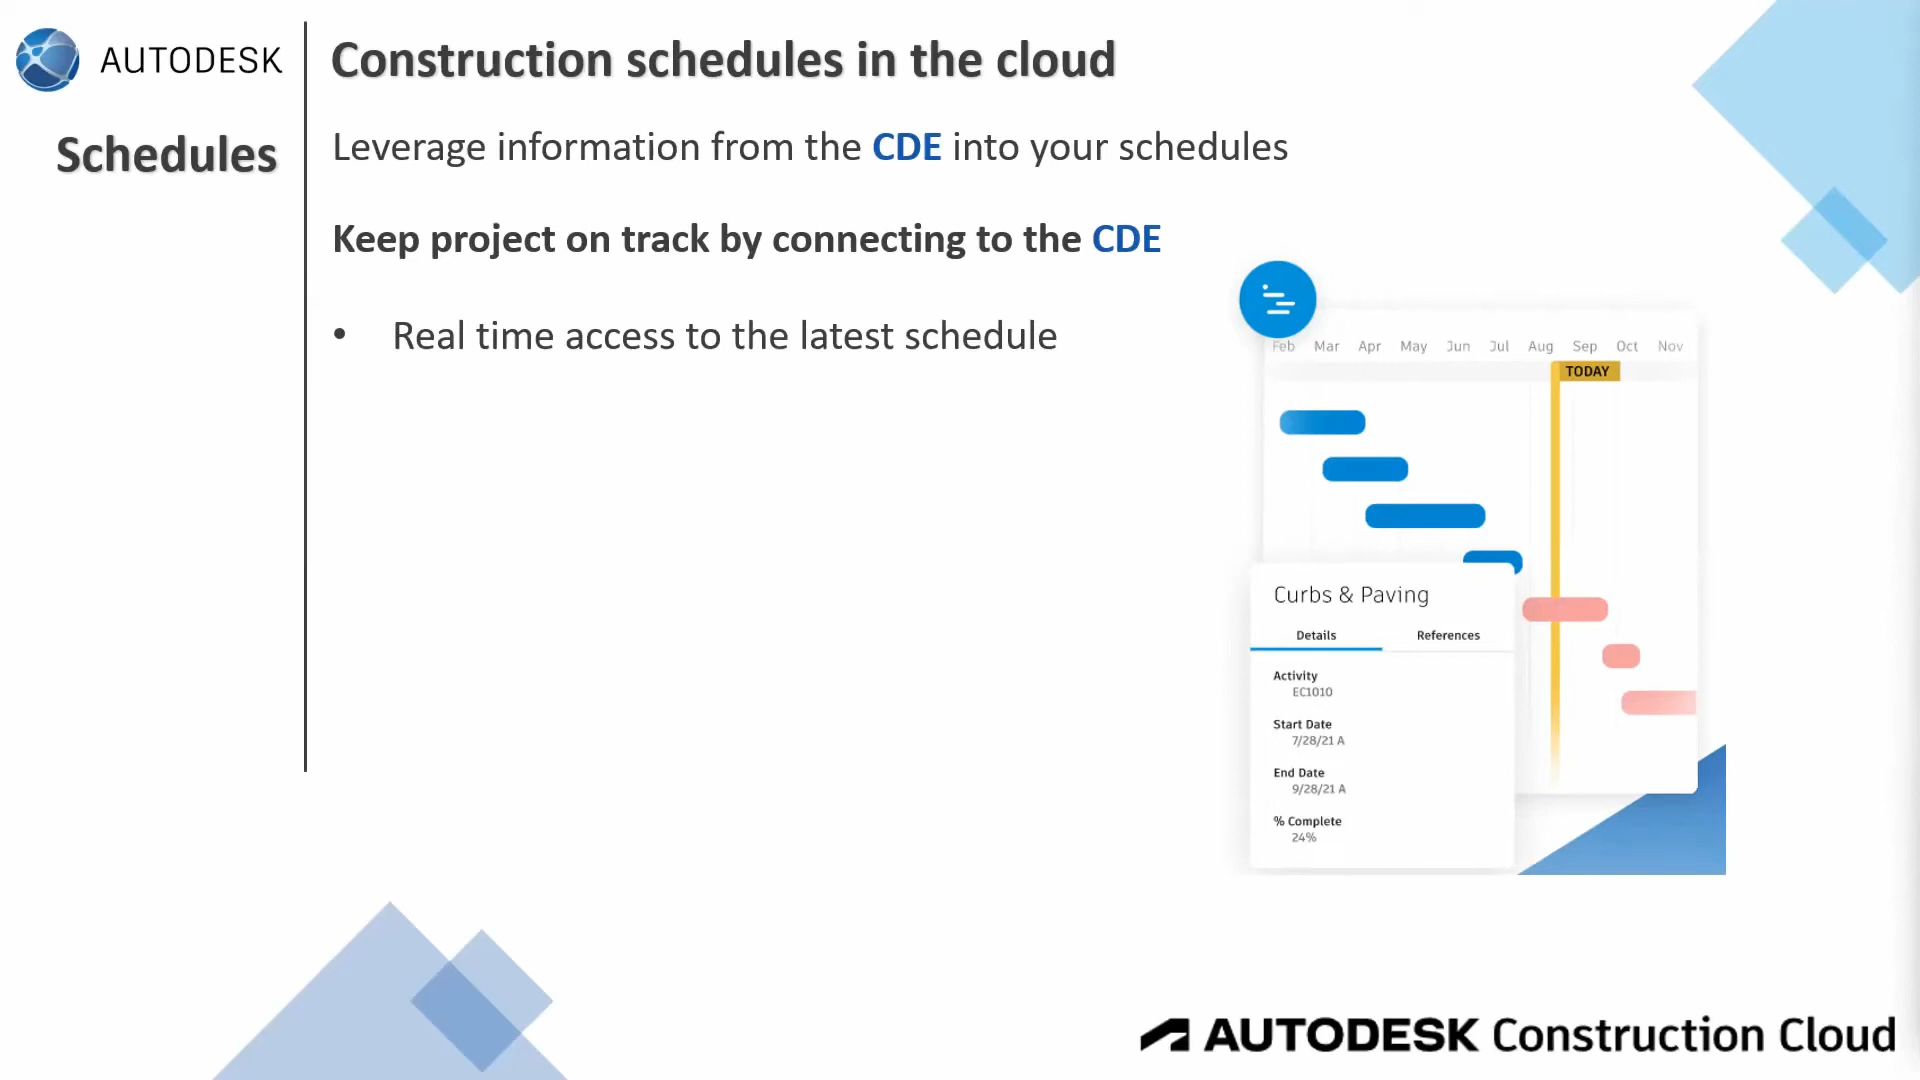 AUTODESK
Schedules
Construction schedules in the cloud
Leverage information from the CDE into your schedules
Keep project on track by connecting to the CDE
• Real time access to the latest schedule
Feb Mar Apr May Jun Jul Aug Sep Oct Nov
TODAY
Curbs & Paving
Details References
Activity
EC1010
Start Date
7/28/21 A
End Date
9/28/21 A
% Complete
24%
AUTODESK Construction Cloud